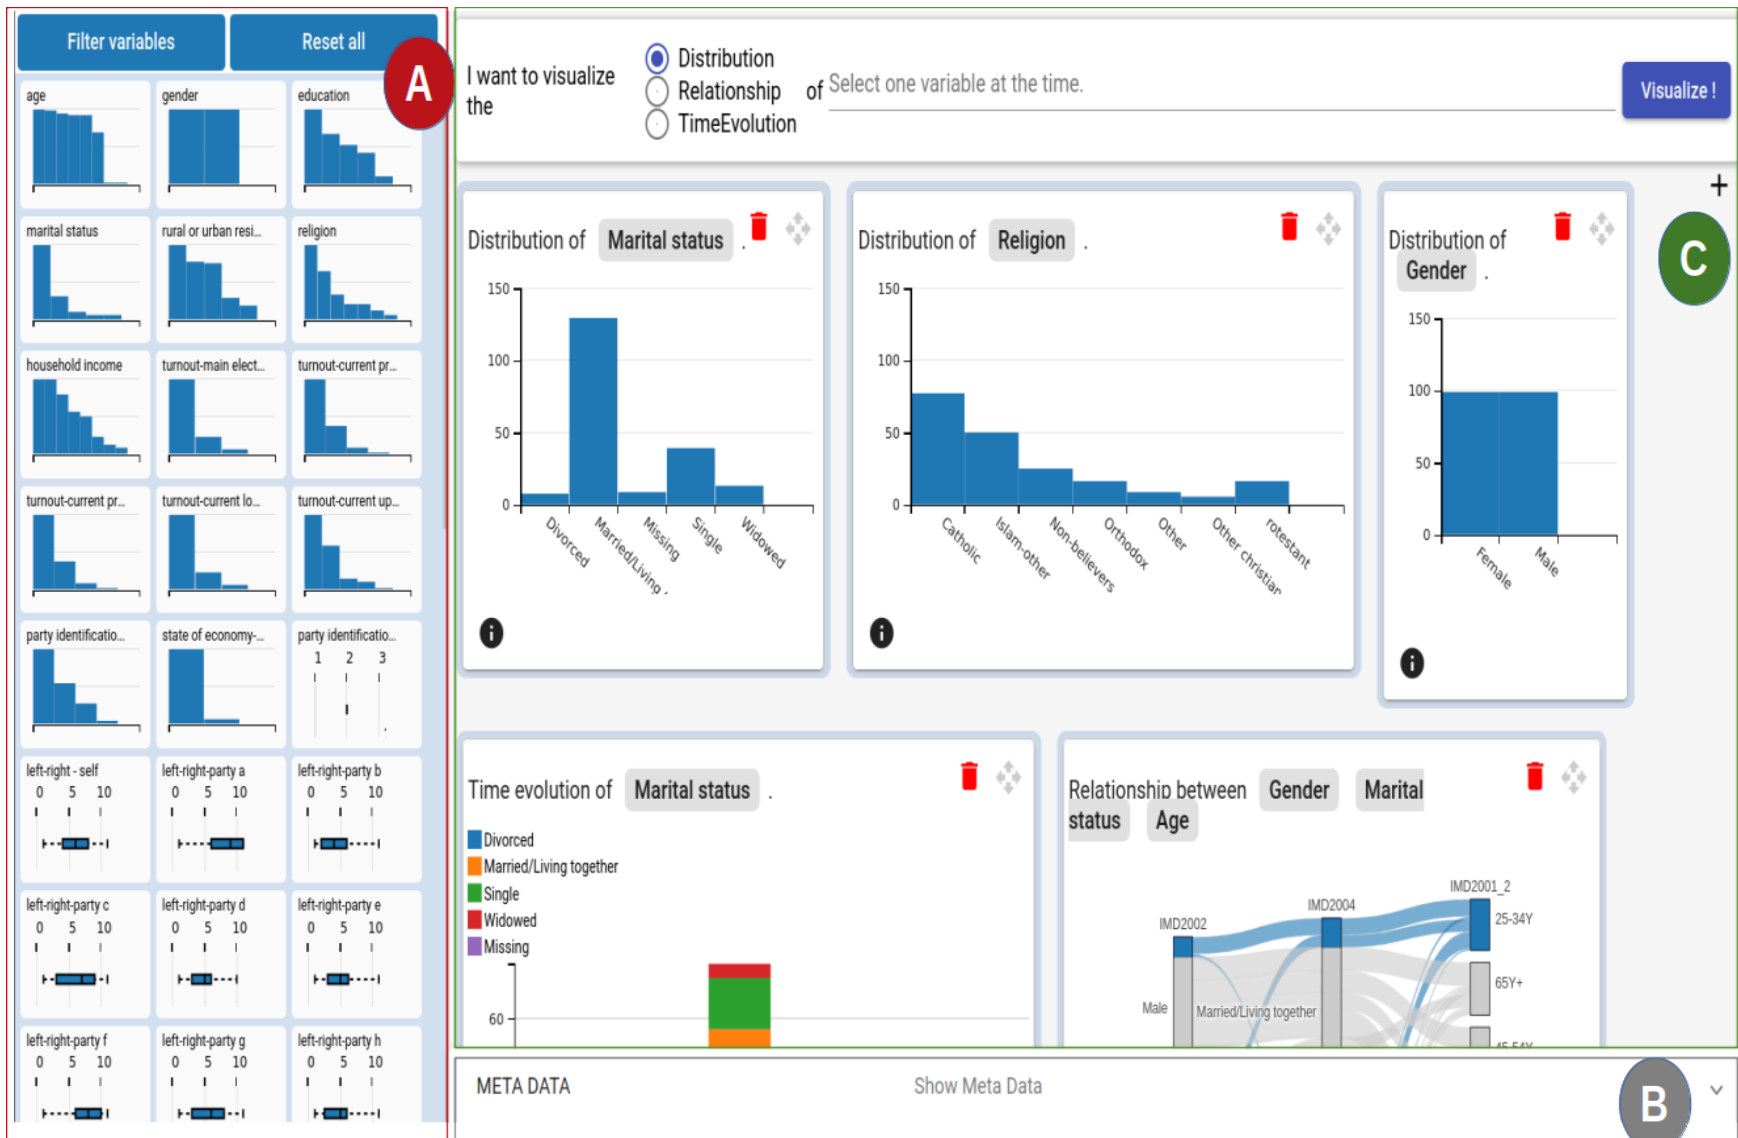 Filter variables
Reset all
A
age
gender
education
marital status
rural or urban resi...
religion
household income
turnout-main elect...
turnout-current pr...
turnout-current pr...
turnout-current lo...
turnout-current up...
party identificatio...
state of economy-...
party identificatio...
1 2 3
left-right - self
left-right-party a
left-right-party b
0 5 10
0 5 10
0 5 10
left-right-party c
left-right-party d
left-right-party e
0 5 10
0 5 10
0 5 10
left-right-party f
left-right-party g
left-right-party h
0 5 10
0 5 10
0 5 10
I want to visualize
the
Distribution
Relationship
TimeEvolution
of
Select one variable at the time.
Visualize !
+
C
Distribution of Marital status .
150
100
50
0
Divorced
Married/Living
Missing
Single
Widowed
i
Distribution of Religion .
150
100
50
0
Catholic
Islam-other
Non-believers
Orthodox
Other
Other christian
rotestant
i
Distribution of
Gender .
150
100
50
0
Female
Male
i
Time evolution of Marital status .
Divorced
Married/Living together
Single
Widowed
Missing
60
Relationship between Gender Marital
status Age
IMD2002
IMD2004
IMD2001_2
25-34Y
65Y+
45-54Y
Male
Married/Living together
META DATA
Show Meta Data
B